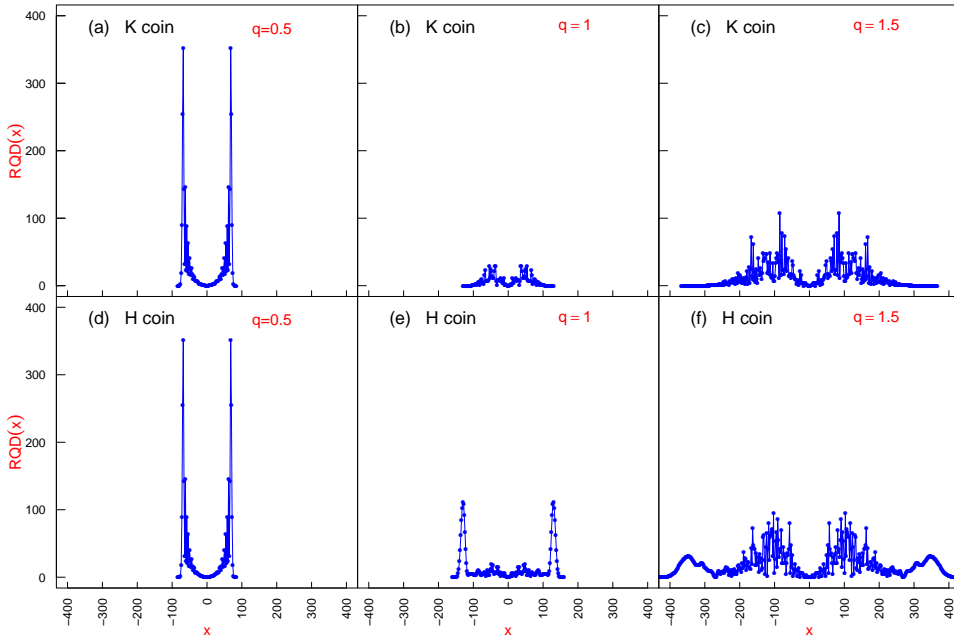 400
(a) K coin q=0.5
(b) K coin q = 1
(c) K coin q = 1.5
300
RQD(x)
200
100
0
400
(d) H coin q=0.5
(e) H coin q = 1
(f) H coin q = 1.5
300
RQD(x)
200
100
0
-400 -300 -200 -100 0 100 200 300 400
-400 -300 -200 -100 0 100 200 300 400
-400 -300 -200 -100 0 100 200 300 400
x x x